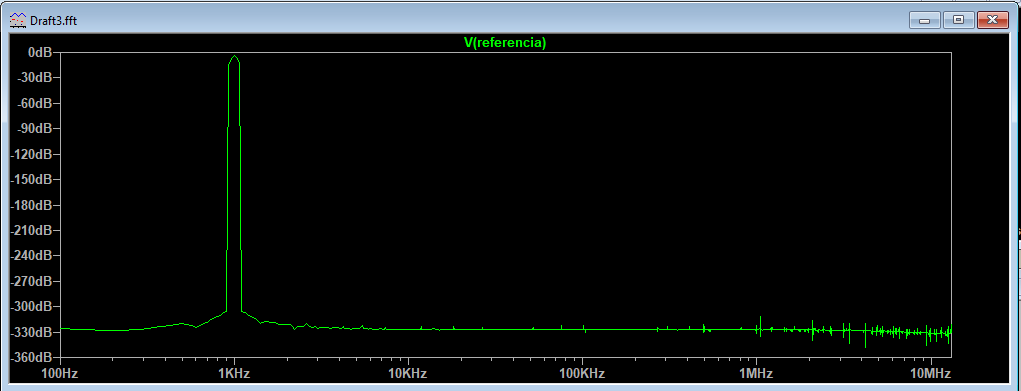 Draft3.fft
V(referencia)
0dB
-30dB
-60dB
-90dB
-120dB
-150dB
-180dB
-210dB
-240dB
-270dB
-300dB
-330dB
-360dB
100Hz 1KHz 10KHz 100KHz 1MHz 10MHz